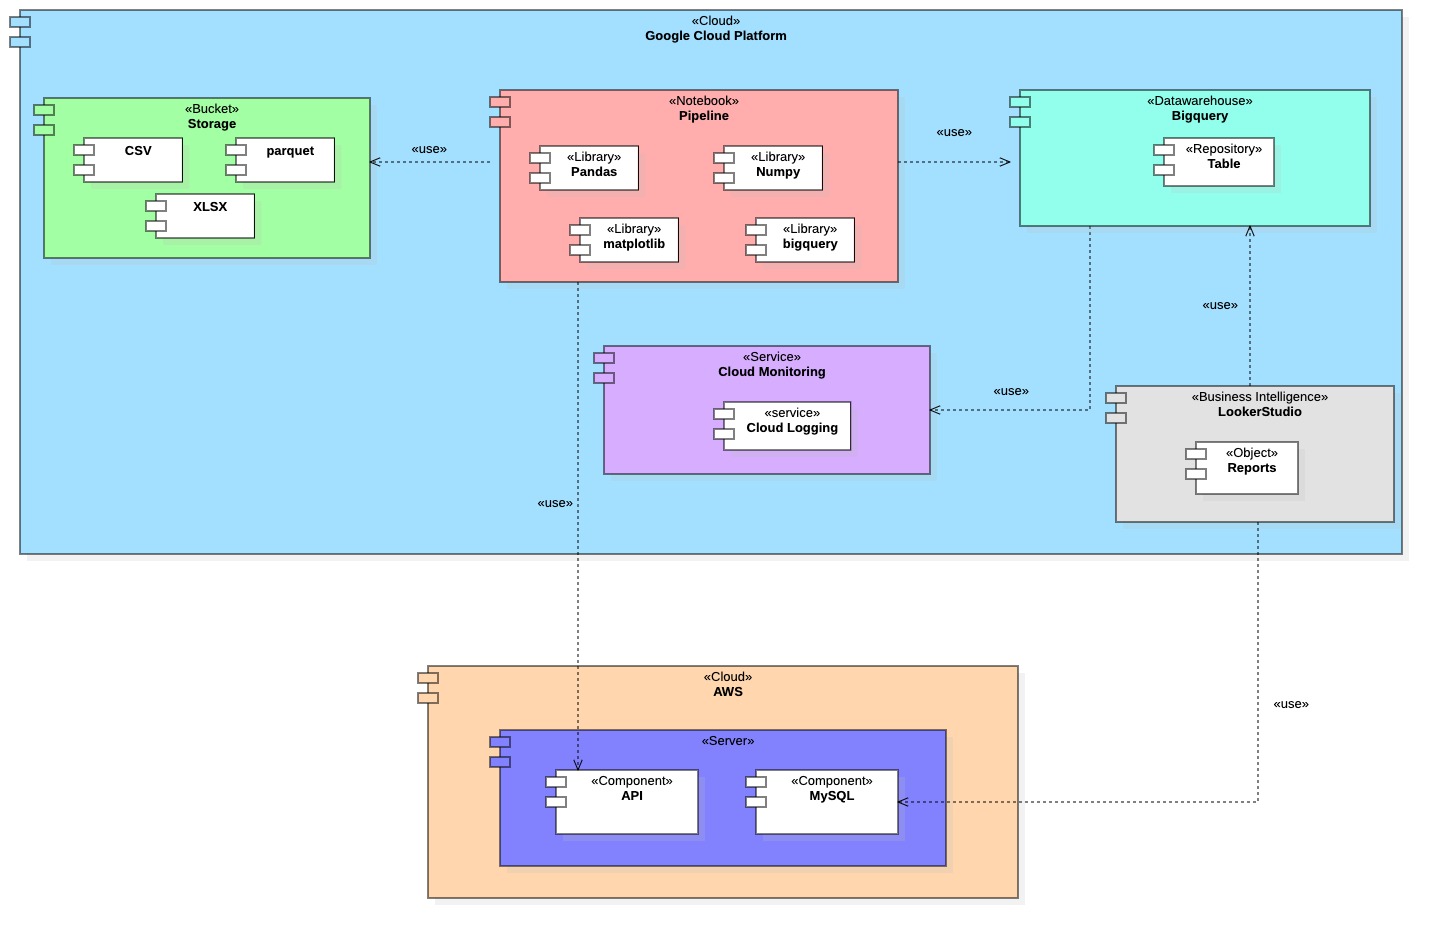 «Cloud»
Google Cloud Platform
«Bucket»
Storage
CSV
parquet
XLSX
«use»
«Notebook»
Pipeline
«Library»
Pandas
«Library»
Numpy
«Library»
matplotlib
«Library»
bigquery
«use»
«Datawarehouse»
Bigquery
«Repository»
Table
«use»
«Service»
Cloud Monitoring
«service»
Cloud Logging
«use»
«Business Intelligence»
LookerStudio
«Object»
Reports
«use»
«Cloud»
AWS
«use»
«Server»
«Component»
API
«Component»
MySQL